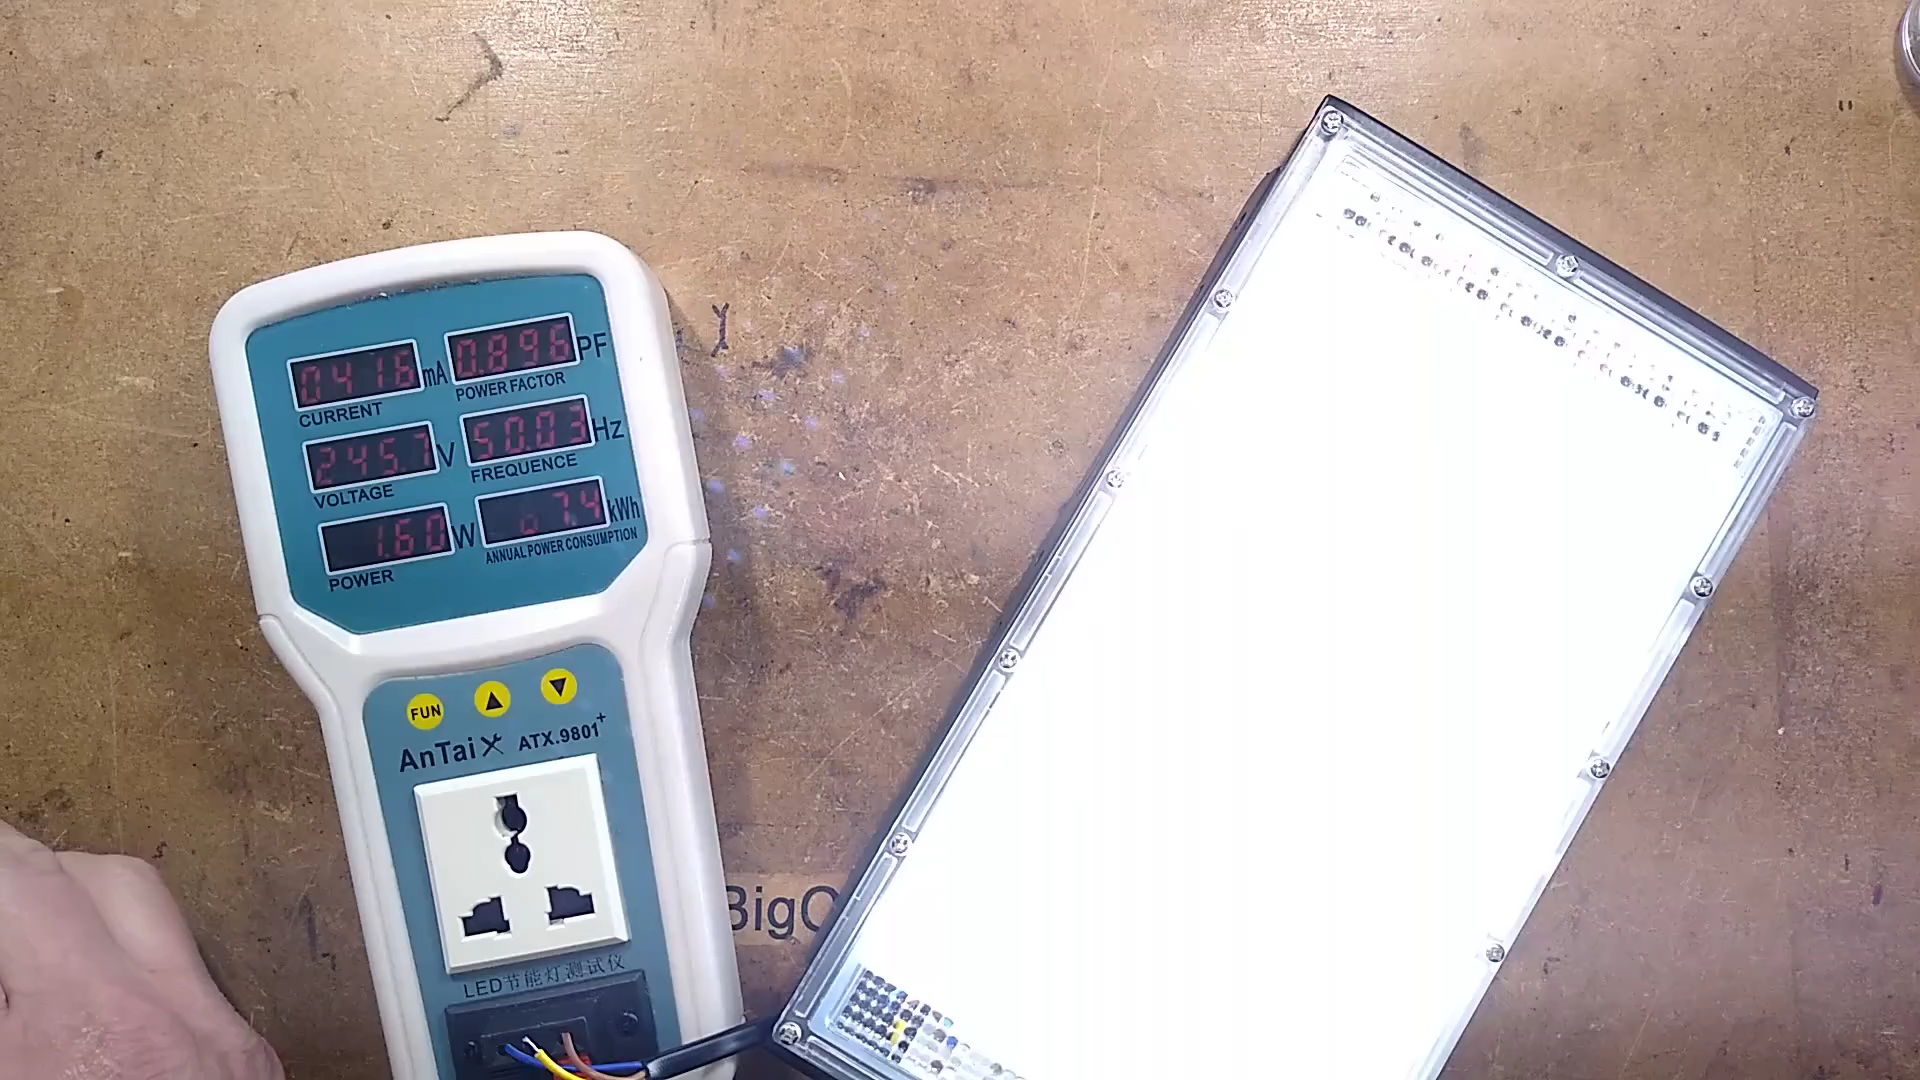 0416 mA
CURRENT
0.896 PF
POWER FACTOR
245.7 V
VOLTAGE
50.03 Hz
FREQUENCE
1.60 W
POWER
7.4 kWh
ANNUAL POWER CONSUMPTION
FUN ▲ ▼
AnTai ATX.9801+
LED节能灯测试仪
BigC